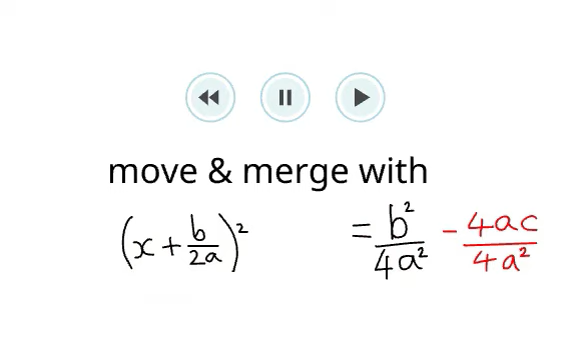 move & merge with
(x + b/2a)² = b²/4a² - 4ac/4a²